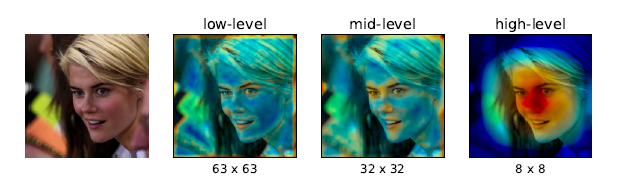 low-level mid-level high-level
63 x 63 32 x 32 8 x 8